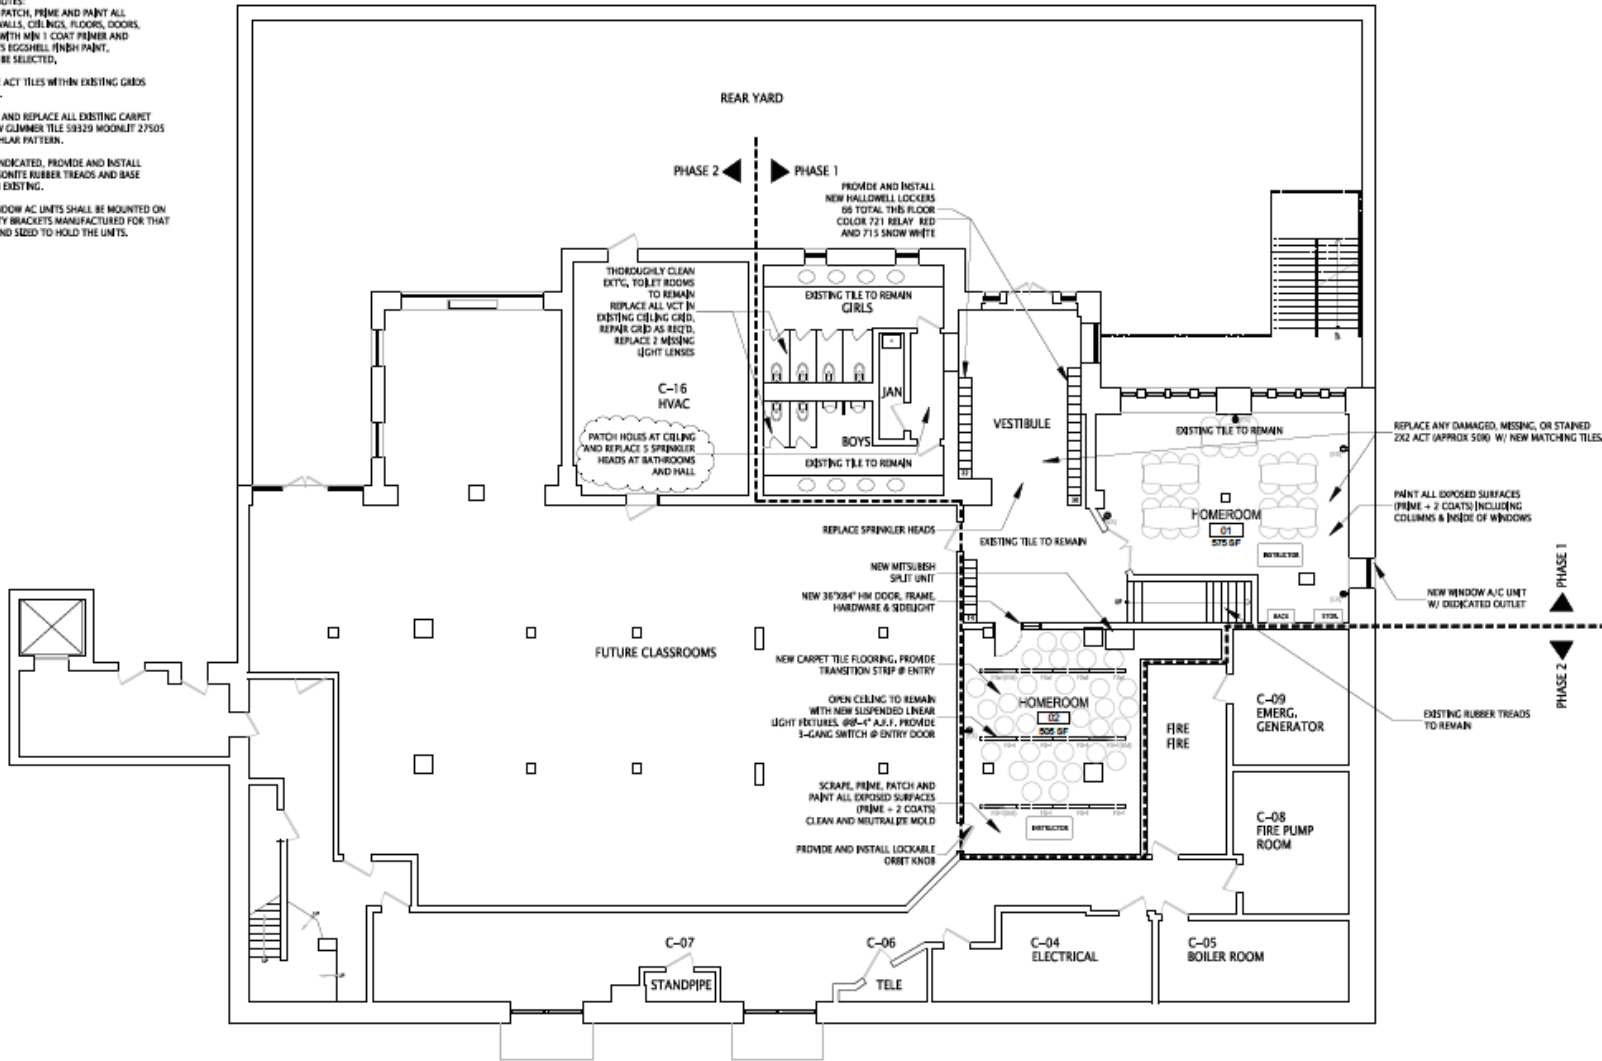 PATCH, PRIME AND PAINT ALL
WALLS, CEILINGS, FLOORS, DOORS,
WITH MIN 1 COAT PRIMER AND
EGGSHELL FINISH PAINT.
BE SELECTED.
ACT TILES WITHIN EXISTING GRIDS
AND REPLACE ALL EXISTING CARPET
GLIMMER TILE 59329 MOONLIT 27505
PATTERN.
INDICATED, PROVIDE AND INSTALL
RUBBER TREADS AND BASE
EXISTING.
AC UNITS SHALL BE MOUNTED ON
BRACKETS MANUFACTURED FOR THAT
AND SIZED TO HOLD THE UNITS.
REAR YARD
PHASE 2
PHASE 1
PROVIDE AND INSTALL
NEW HALLOWELL LOCKERS
66 TOTAL THIS FLOOR
COLOR 721 RELAY RED
AND 715 SNOW WHITE
THOROUGHLY CLEAN
EXT'G. TOILET ROOMS
TO REMAIN
REPLACE ALL VCT IN
EXISTING CEILING GRID,
REPAIR GRID AS REQ'D,
REPLACE 2 MISSING
LIGHT LENSES
EXISTING TILE TO REMAIN
GIRLS
JAN
C-16
HVAC
VESTIBULE
PATCH HOLES AT CEILING
AND REPLACE 5 SPRINKLER
HEADS AT BATHROOMS
AND HALL
BOYS
EXISTING TILE TO REMAIN
EXISTING TILE TO REMAIN
REPLACE ANY DAMAGED, MISSING, OR STAINED
2X2 ACT (APPROX 50%) W/ NEW MATCHING TILES
PAINT ALL EXPOSED SURFACES
(PRIME + 2 COATS) INCLUDING
COLUMNS & INSIDE OF WINDOWS
HOMEROOM
01
575 SF
INSTRUCTOR
REPLACE SPRINKLER HEADS
EXISTING TILE TO REMAIN
NEW MITSUBISH
SPLIT UNIT
NEW 36"X84" HM DOOR, FRAME,
HARDWARE & SIDELIGHT
UP
NEW WINDOW A/C UNIT
W/ DEDICATED OUTLET
PHASE 1
PHASE 2
FUTURE CLASSROOMS
NEW CARPET TILE FLOORING, PROVIDE
TRANSITION STRIP @ ENTRY
OPEN CEILING TO REMAIN
WITH NEW SUSPENDED LINEAR
LIGHT FIXTURES. @8'-4" A.F.F. PROVIDE
3-GANG SWITCH @ ENTRY DOOR
HOMEROOM
02
505 SF
FIRE
FIRE
C-09
EMERG.
GENERATOR
EXISTING RUBBER TREADS
TO REMAIN
SCRAPE, PRIME, PATCH AND
PAINT ALL EXPOSED SURFACES
(PRIME + 2 COATS)
CLEAN AND NEUTRALIZE MOLD
INSTRUCTOR
PROVIDE AND INSTALL LOCKABLE
ORBIT KNOB
C-08
FIRE PUMP
ROOM
C-07
STANDPIPE
C-06
TELE
C-04
ELECTRICAL
C-05
BOILER ROOM